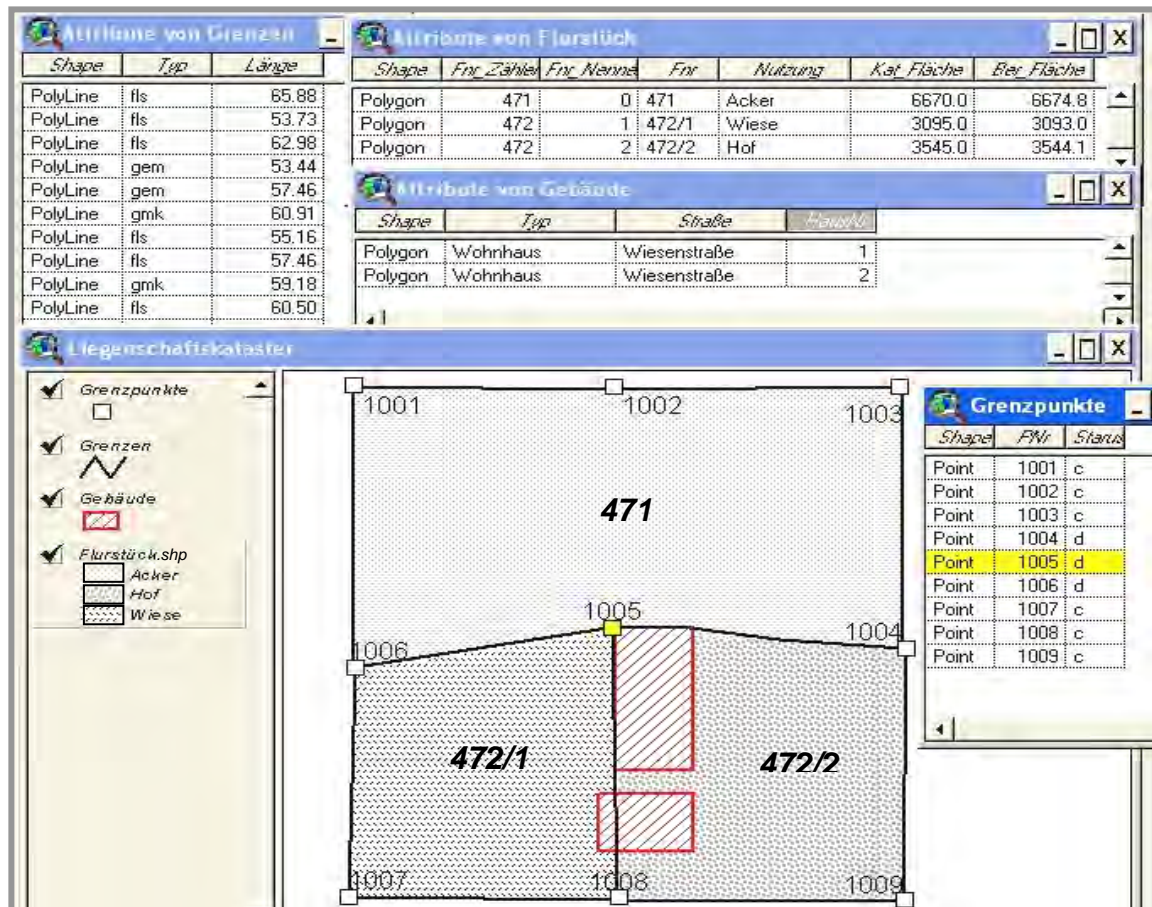 Attribute von Grenzen
Shape Typ Länge
PolyLine fls 65.88
PolyLine fls 53.73
PolyLine fls 62.98
PolyLine gem 53.44
PolyLine gem 57.46
PolyLine gmk 60.91
PolyLine fls 55.16
PolyLine fls 57.46
PolyLine gmk 59.18
PolyLine fls 60.50
Attribute von Flurstück
Shape Fnr_Zähler Fnr_Nenne Fnr Nutzung Kat_Fläche Ber_Fläche
Polygon 471 0 471 Acker 6670.0 6674.8
Polygon 472 1 472/1 Wiese 3095.0 3093.0
Polygon 472 2 472/2 Hof 3545.0 3544.1
Attribute von Gebäude
Shape Typ Straße HausNr
Polygon Wohnhaus Wiesenstraße 1
Polygon Wohnhaus Wiesenstraße 2
Liegenschaftskataster
Grenzpunkte
Grenzen
Gebäude
Flurstück.shp
Acker
Hof
Wiese
1001 1002 1003
471
1005
1006 1004
472/1 472/2
1007 1008 1009
Grenzpunkte
Shape PNr Status
Point 1001 c
Point 1002 c
Point 1003 c
Point 1004 d
Point 1005 d
Point 1006 d
Point 1007 c
Point 1008 c
Point 1009 c